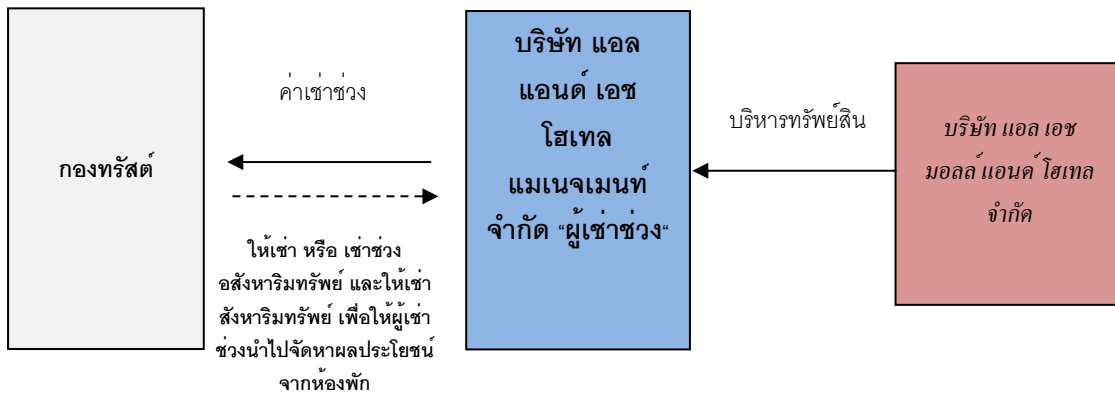 กองทรัสต์
ค่าเช่าช่วง
ให้เช่า หรือ เช่าช่วง
อสังหาริมทรัพย์ และให้เช่า
สังหาริมทรัพย์ เพื่อให้ผู้เช่า
ช่วงนำไปจัดหาผลประโยชน์
จากห้องพัก
บริษัท แอล
แอนด์ เอช
โฮเทล
แมเนจเมนท์
จำกัด “ผู้เช่าช่วง“
บริหารทรัพย์สิน
บริษัท แอล เอช
มอลล์ แอนด์ โฮเทล
จำกัด